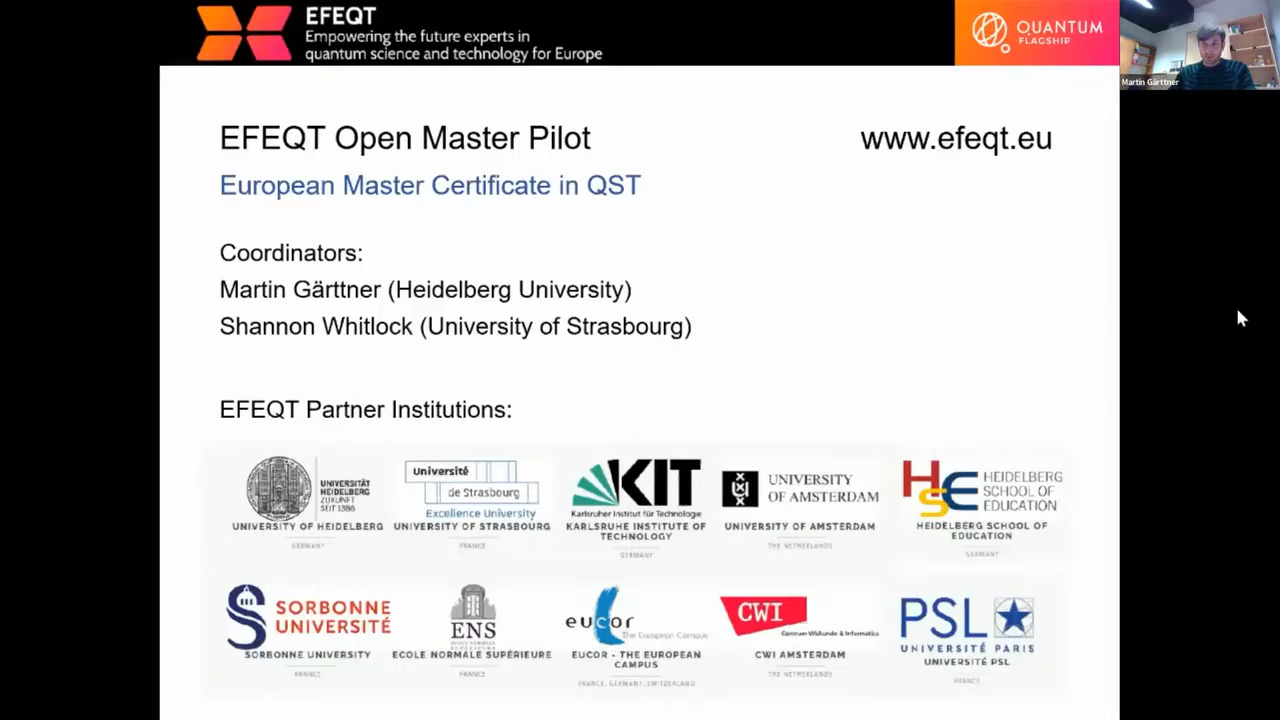 EFEQT
Empowering the future experts in
quantum science and technology for Europe
QUANTUM
FLAGSHIP
Martin Gärttner
EFEQT Open Master Pilot
www.efeqt.eu
European Master Certificate in QST
Coordinators:
Martin Gärttner (Heidelberg University)
Shannon Whitlock (University of Strasbourg)
EFEQT Partner Institutions:
UNIVERSITÄT
HEIDELBERG
ZUKUNFT
SEIT 1386
UNIVERSITY OF HEIDELBERG
GERMANY
Université
de Strasbourg
Excellence University
UNIVERSITY OF STRASBOURG
FRANCE
KIT
Karlsruher Institut für Technologie
KARLSRUHE INSTITUTE OF
TECHNOLOGY
GERMANY
UNIVERSITY
OF AMSTERDAM
UNIVERSITY OF AMSTERDAM
THE NETHERLANDS
HSE
HEIDELBERG
SCHOOL OF
EDUCATION
HEIDELBERG SCHOOL OF
EDUCATION
GERMANY
SORBONNE
UNIVERSITÉ
SORBONNE UNIVERSITY
FRANCE
ENS
ÉCOLE NORMALE
SUPÉRIEURE
ECOLE NORMALE SUPÉRIEURE
FRANCE
eucor
The European Campus
EUCOR - THE EUROPEAN
CAMPUS
FRANCE, GERMANY, SWITZERLAND
CWI
Centrum Wiskunde & Informatica
CWI AMSTERDAM
THE NETHERLANDS
PSL
UNIVERSITÉ PARIS
UNIVERSITÉ PSL
FRANCE